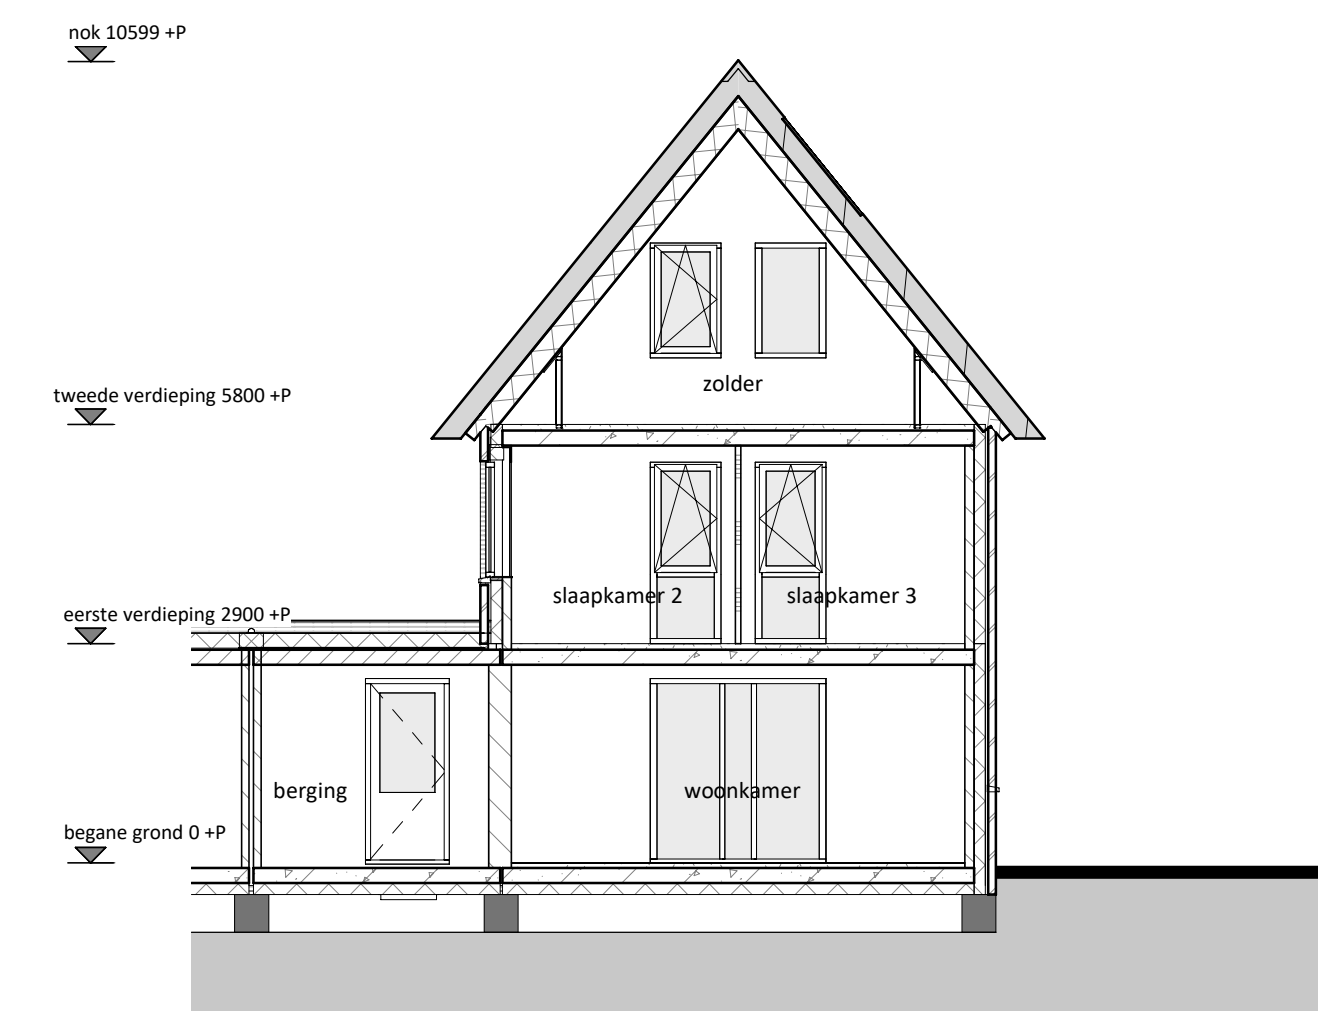 nok 10599 +P
zolder
tweede verdieping 5800 +P
slaapkamer 2
slaapkamer 3
eerste verdieping 2900 +P
berging
woonkamer
begane grond 0 +P